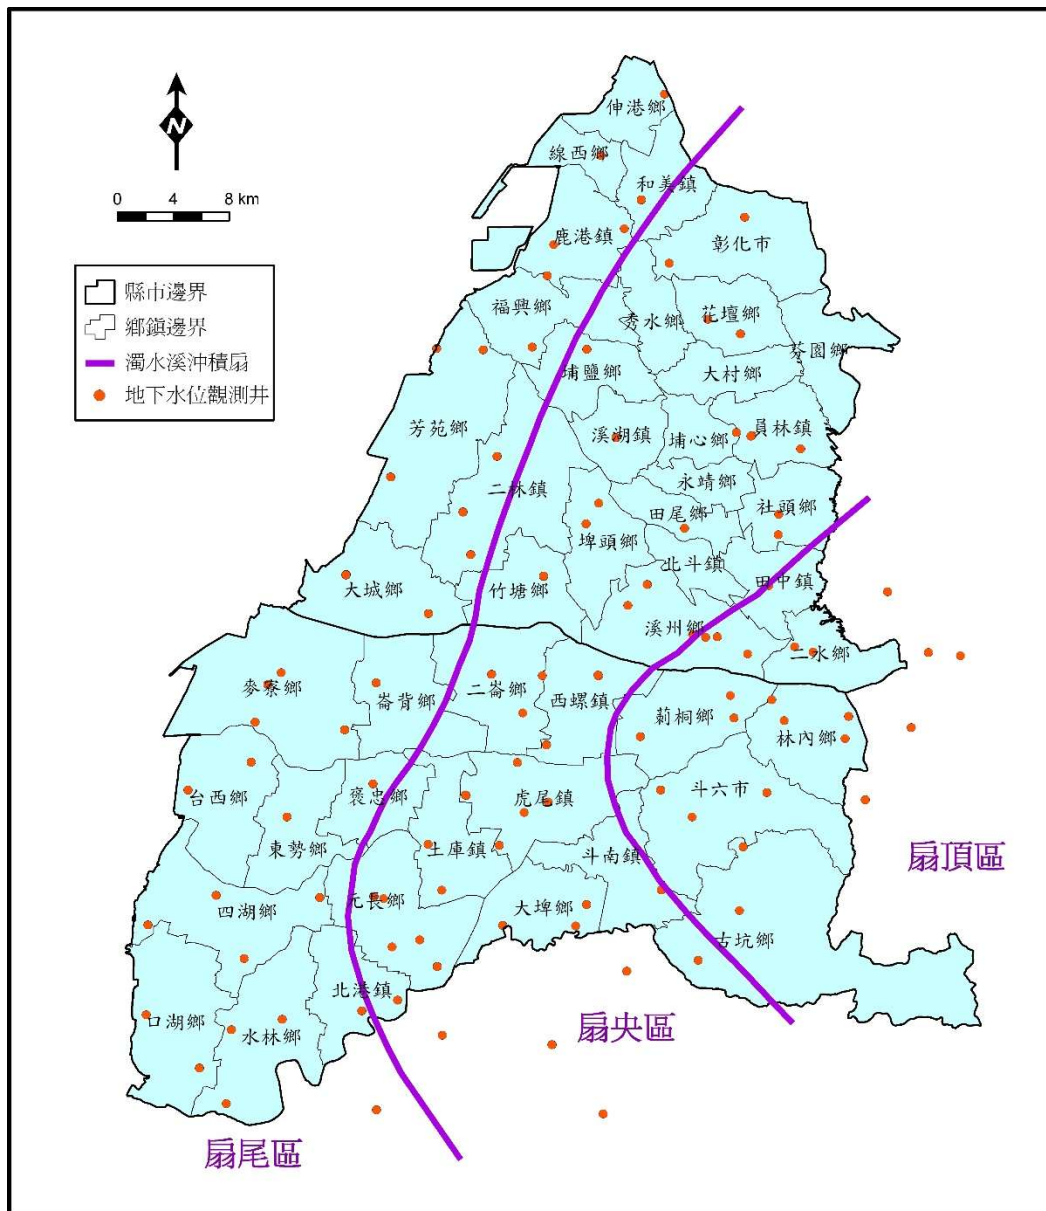 伸港鄉
線西鄉
和美鎮
N
0 4 8 km
鹿港鎮
彰化市
縣市邊界
鄉鎮邊界
濁水溪沖積扇
地下水位觀測井
福興鄉
秀水鄉
花壇鄉
芬園鄉
埔鹽鄉
大村鄉
芳苑鄉
溪湖鎮
埔心鄉
員林鎮
二林鎮
永靖鄉
田尾鄉
社頭鄉
埤頭鄉
北斗鎮
大城鄉
竹塘鄉
田中鎮
溪州鄉
二水鄉
麥寮鄉
崙背鄉
二崙鄉
西螺鎮
莿桐鄉
林內鄉
台西鄉
褒忠鄉
虎尾鎮
斗六市
東勢鄉
土庫鎮
斗南鎮
扇頂區
四湖鄉
元長鄉
大埤鄉
古坑鄉
北港鎮
口湖鄉
水林鄉
扇央區
扇尾區